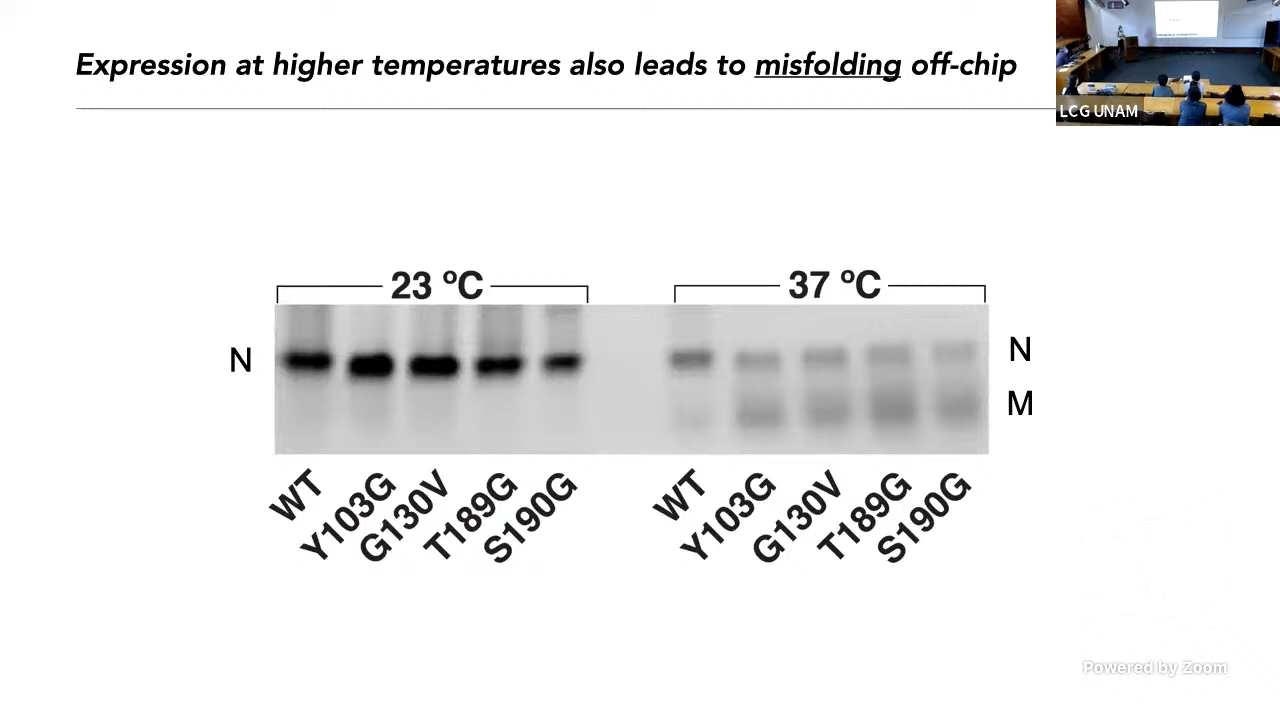 Expression at higher temperatures also leads to misfolding off-chip
LCG UNAM
23 ºC
37 ºC
N
N
M
WT
Y103G
G130V
T189G
S190G
WT
Y103G
G130V
T189G
S190G
Powered by Zoom